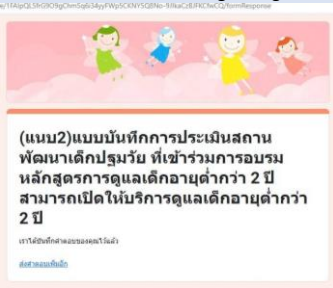 (แนบ2)แบบบันทึกการประเมินสถาน
พัฒนาเด็กปฐมวัย ที่เข้าร่วมการอบรม
หลักสูตรการดูแลเด็กอายุต่ำกว่า 2 ปี
สามารถเปิดให้บริการดูแลเด็กอายุต่ำกว่า
2 ปี
เราได้บันทึกคำตอบของคุณไว้แล้ว
ส่งคำตอบเพิ่มอีก